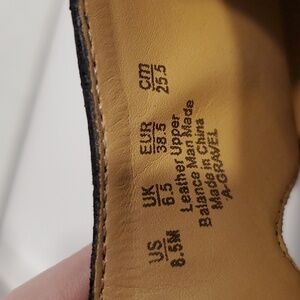 US UK EUR cm
8.5M 6.5 38.5 25.5
Leather Upper
Balance Man Made
Made in China
'A-GRAVEL